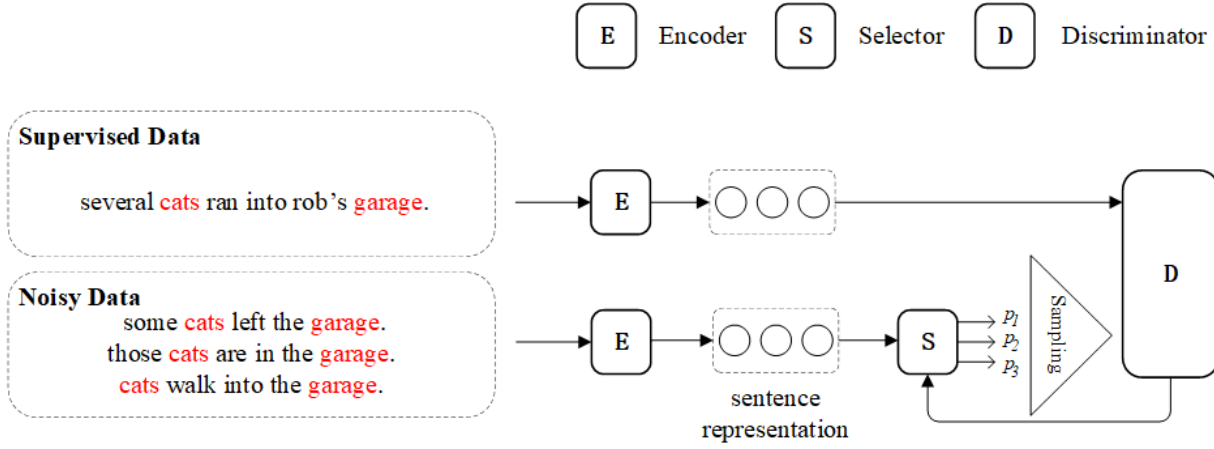 E Encoder S Selector D Discriminator
Supervised Data
several cats ran into rob's garage.
E
D
Noisy Data
some cats left the garage.
those cats are in the garage.
cats walk into the garage.
E
S
p1
p2
p3
Sampling
sentence
representation